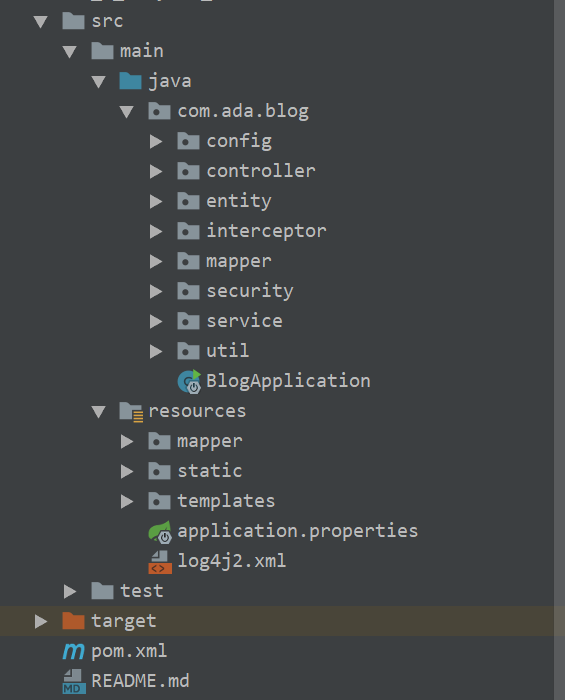 src
main
java
com.ada.blog
config
controller
entity
interceptor
mapper
security
service
util
C BlogApplication
resources
mapper
static
templates
application.properties
<> log4j2.xml
test
target
m pom.xml
MD README.md